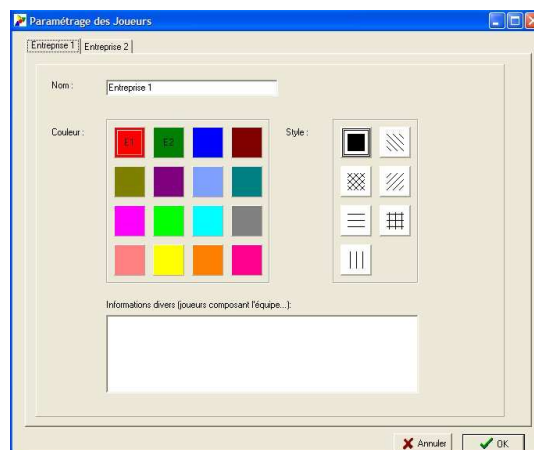 Paramétrage des Joueurs
Entreprise 1 Entreprise 2
Nom : Entreprise 1
Couleur : E1 E2 Style :
Informations divers (joueurs composant l'équipe...):
Annuler OK